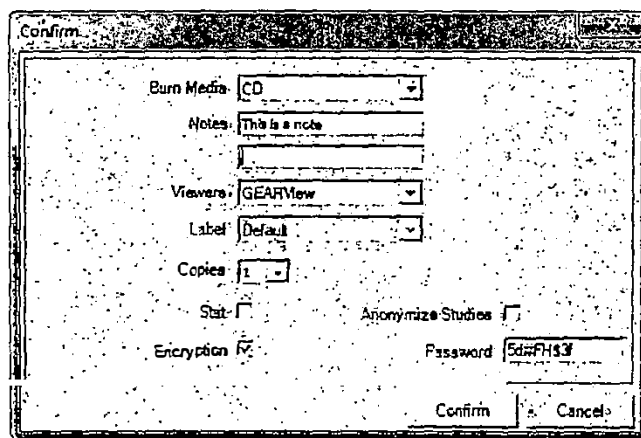 Confirm
Burn Media CD
Notes This is a note
Viewers GEARView
Label Default
Copies 1
Stat Anonymize Studies
Encryption Password 5d#FH$3f
Confirm Cancel